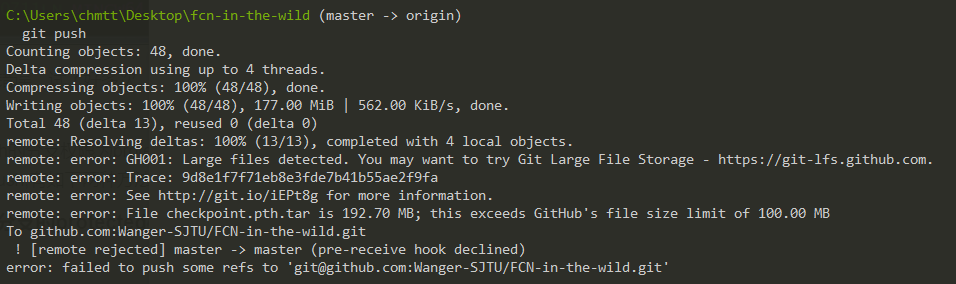 C:\Users\chmtt\Desktop\fcn-in-the-wild (master -> origin)
git push
Counting objects: 48, done.
Delta compression using up to 4 threads.
Compressing objects: 100% (48/48), done.
Writing objects: 100% (48/48), 177.00 MiB | 562.00 KiB/s, done.
Total 48 (delta 13), reused 0 (delta 0)
remote: Resolving deltas: 100% (13/13), completed with 4 local objects.
remote: error: GH001: Large files detected. You may want to try Git Large File Storage - https://git-lfs.github.com.
remote: error: Trace: 9d8e1f7f71eb8e3fde7b41b55ae2f9fa
remote: error: See http://git.io/iEPt8g for more information.
remote: error: File checkpoint.pth.tar is 192.70 MB; this exceeds GitHub's file size limit of 100.00 MB
To github.com:Wanger-SJTU/FCN-in-the-wild.git
! [remote rejected] master -> master (pre-receive hook declined)
error: failed to push some refs to 'git@github.com:Wanger-SJTU/FCN-in-the-wild.git'